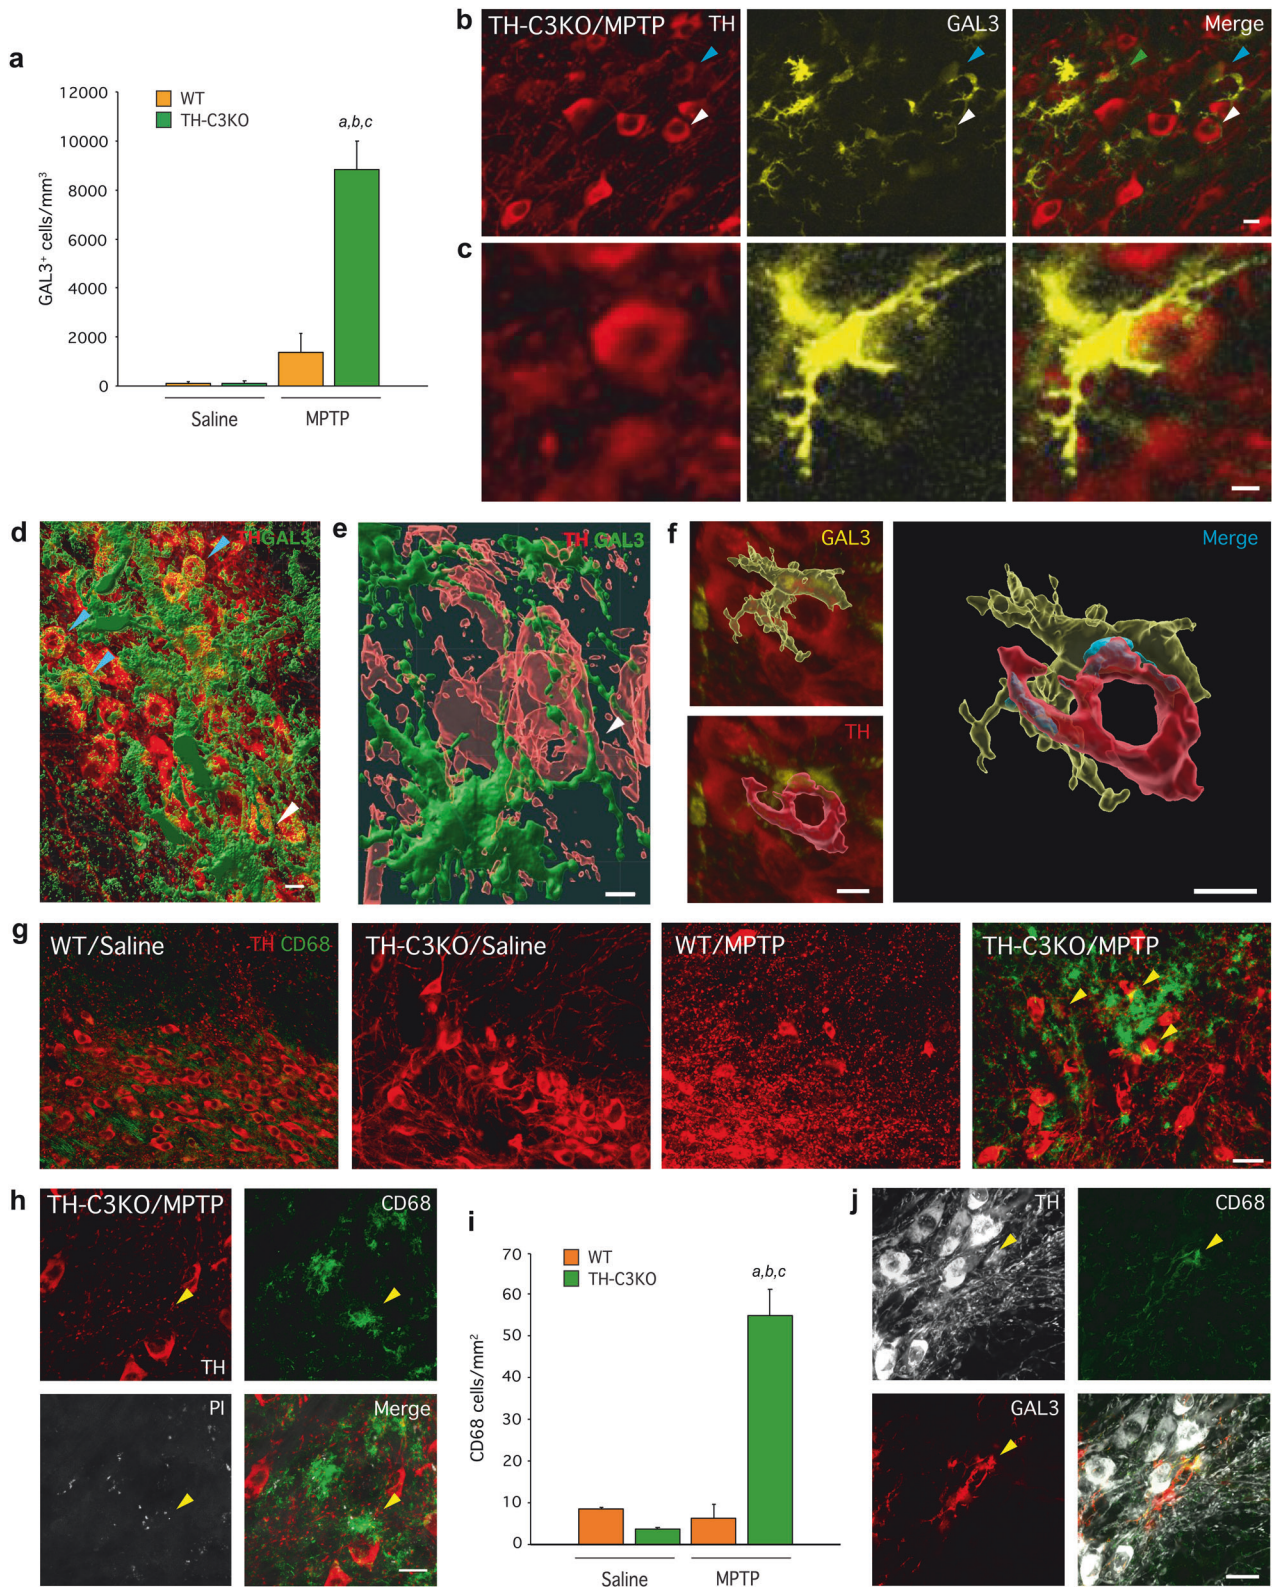 a
12000
10000
8000
6000
4000
2000
0
GAL3⁺ cells/mm³
WT
TH-C3KO
a,b,c
Saline
MPTP
b
TH-C3KO/MPTP
TH
GAL3
Merge
c
d
THGAL3
e
TH GAL3
f
GAL3
Merge
TH
g
WT/Saline
TH CD68
TH-C3KO/Saline
WT/MPTP
TH-C3KO/MPTP
h
TH-C3KO/MPTP
TH
CD68
PI
Merge
i
70
60
50
40
30
20
10
0
CD68 cells/mm²
WT
TH-C3KO
a,b,c
Saline
MPTP
j
TH
CD68
GAL3